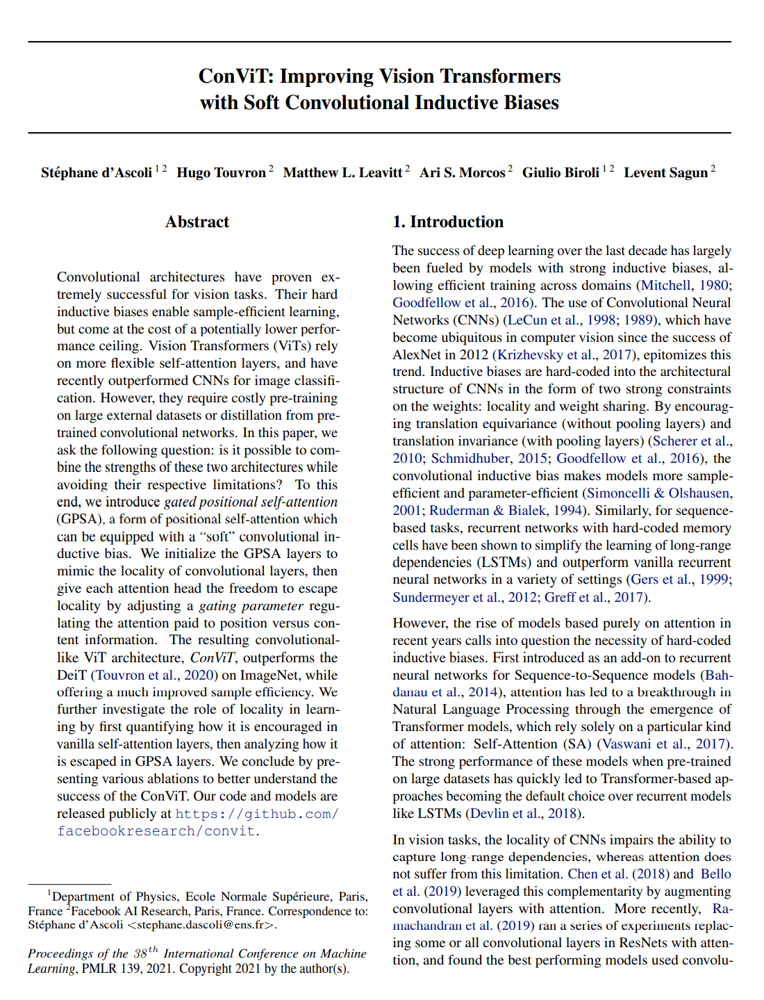 ConViT: Improving Vision Transformers
with Soft Convolutional Inductive Biases
Stéphane d'Ascoli 1 2 Hugo Touvron 2 Matthew L. Leavitt 2 Ari S. Morcos 2 Giulio Biroli 1 2 Levent Sagun 2
Abstract
Convolutional architectures have proven ex-
tremely successful for vision tasks. Their hard
inductive biases enable sample-efficient learning,
but come at the cost of a potentially lower perfor-
mance ceiling. Vision Transformers (ViTs) rely
on more flexible self-attention layers, and have
recently outperformed CNNs for image classifi-
cation. However, they require costly pre-training
on large external datasets or distillation from pre-
trained convolutional networks. In this paper, we
ask the following question: is it possible to com-
bine the strengths of these two architectures while
avoiding their respective limitations? To this
end, we introduce gated positional self-attention
(GPSA), a form of positional self-attention which
can be equipped with a “soft” convolutional in-
ductive bias. We initialize the GPSA layers to
mimic the locality of convolutional layers, then
give each attention head the freedom to escape
locality by adjusting a gating parameter regu-
lating the attention paid to position versus con-
tent information. The resulting convolutional-
like ViT architecture, ConViT, outperforms the
DeiT (Touvron et al., 2020) on ImageNet, while
offering a much improved sample efficiency. We
further investigate the role of locality in learn-
ing by first quantifying how it is encouraged in
vanilla self-attention layers, then analyzing how it
is escaped in GPSA layers. We conclude by pre-
senting various ablations to better understand the
success of the ConViT. Our code and models are
released publicly at https://github.com/
facebookresearch/convit.
1Department of Physics, Ecole Normale Supérieure, Paris,
France 2Facebook AI Research, Paris, France. Correspondence to:
Stéphane d'Ascoli <stephane.dascoli@ens.fr>.
Proceedings of the 38th International Conference on Machine
Learning, PMLR 139, 2021. Copyright 2021 by the author(s).
1. Introduction
The success of deep learning over the last decade has largely
been fueled by models with strong inductive biases, al-
lowing efficient training across domains (Mitchell, 1980;
Goodfellow et al., 2016). The use of Convolutional Neural
Networks (CNNs) (LeCun et al., 1998; 1989), which have
become ubiquitous in computer vision since the success of
AlexNet in 2012 (Krizhevsky et al., 2017), epitomizes this
trend. Inductive biases are hard-coded into the architectural
structure of CNNs in the form of two strong constraints
on the weights: locality and weight sharing. By encourag-
ing translation equivariance (without pooling layers) and
translation invariance (with pooling layers) (Scherer et al.,
2010; Schmidhuber, 2015; Goodfellow et al., 2016), the
convolutional inductive bias makes models more sample-
efficient and parameter-efficient (Simoncelli & Olshausen,
2001; Ruderman & Bialek, 1994). Similarly, for sequence-
based tasks, recurrent networks with hard-coded memory
cells have been shown to simplify the learning of long-range
dependencies (LSTMs) and outperform vanilla recurrent
neural networks in a variety of settings (Gers et al., 1999;
Sundermeyer et al., 2012; Greff et al., 2017).
However, the rise of models based purely on attention in
recent years calls into question the necessity of hard-coded
inductive biases. First introduced as an add-on to recurrent
neural networks for Sequence-to-Sequence models (Bah-
danau et al., 2014), attention has led to a breakthrough in
Natural Language Processing through the emergence of
Transformer models, which rely solely on a particular kind
of attention: Self-Attention (SA) (Vaswani et al., 2017).
The strong performance of these models when pre-trained
on large datasets has quickly led to Transformer-based ap-
proaches becoming the default choice over recurrent models
like LSTMs (Devlin et al., 2018).
In vision tasks, the locality of CNNs impairs the ability to
capture long-range dependencies, whereas attention does
not suffer from this limitation. Chen et al. (2018) and Bello
et al. (2019) leveraged this complementarity by augmenting
convolutional layers with attention. More recently, Ra-
machandran et al. (2019) ran a series of experiments replac-
ing some or all convolutional layers in ResNets with atten-
tion, and found the best performing models used convolu-